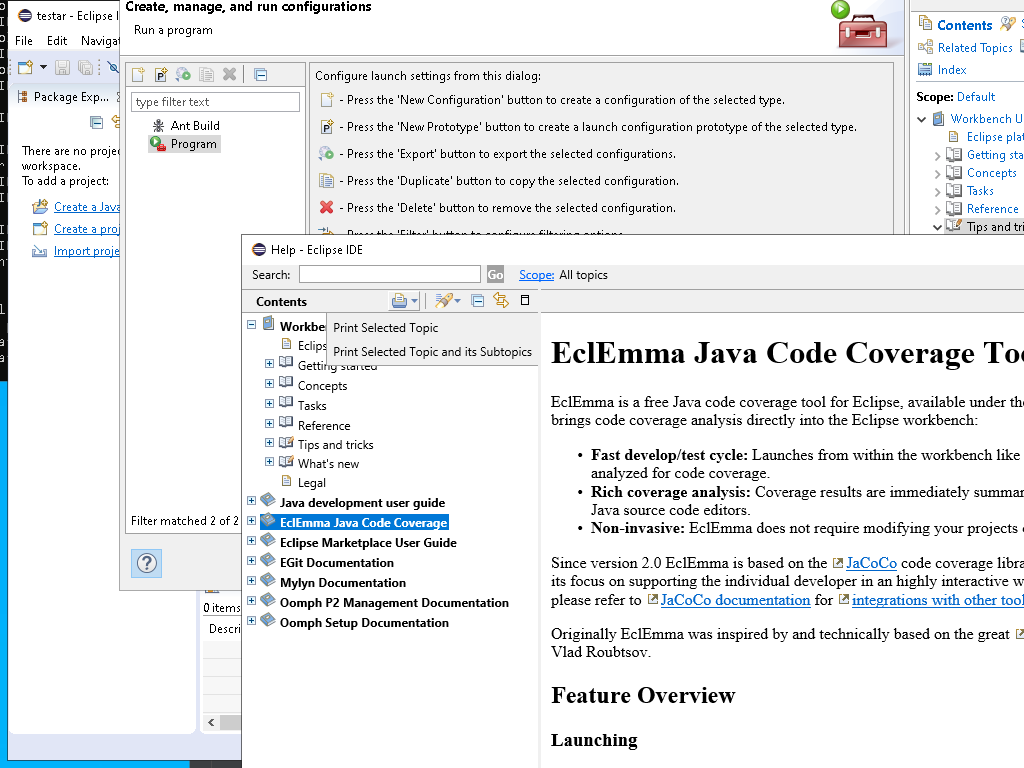 testar - Eclipse I
File Edit Naviga
Package Exp...
There are no proje
workspace.
To add a project:
Create a Java
Create a proj
Import proje
0 items
Descri
Create, manage, and run configurations
Run a program
type filter text
Ant Build
Program
Filter matched 2 of 2
Configure launch settings from this dialog:
- Press the 'New Configuration' button to create a configuration of the selected type.
- Press the 'New Prototype' button to create a launch configuration prototype of the selected type.
- Press the 'Export' button to export the selected configurations.
- Press the 'Duplicate' button to copy the selected configuration.
- Press the 'Delete' button to remove the selected configuration.
- Press the 'Filter' button to configure filtering options.
Contents
Related Topics
Index
Scope: Default
Workbench U
Eclipse plat
Getting sta
Concepts
Tasks
Reference
Tips and tri
Help - Eclipse IDE
Search: Go Scope: All topics
Contents
Print Selected Topic
Print Selected Topic and its Subtopics
Workben
Eclips
Getting started
Concepts
Tasks
Reference
Tips and tricks
What's new
Legal
Java development user guide
EclEmma Java Code Coverage
Eclipse Marketplace User Guide
EGit Documentation
Mylyn Documentation
Oomph P2 Management Documentation
Oomph Setup Documentation
EclEmma Java Code Coverage Too
EclEmma is a free Java code coverage tool for Eclipse, available under the
brings code coverage analysis directly into the Eclipse workbench:
• Fast develop/test cycle: Launches from within the workbench like
analyzed for code coverage.
• Rich coverage analysis: Coverage results are immediately summar
Java source code editors.
• Non-invasive: EclEmma does not require modifying your projects o
Since version 2.0 EclEmma is based on the JaCoCo code coverage libra
its focus on supporting the individual developer in an highly interactive w
please refer to JaCoCo documentation for integrations with other tool
Originally EclEmma was inspired by and technically based on the great
Vlad Roubtsov.
Feature Overview
Launching